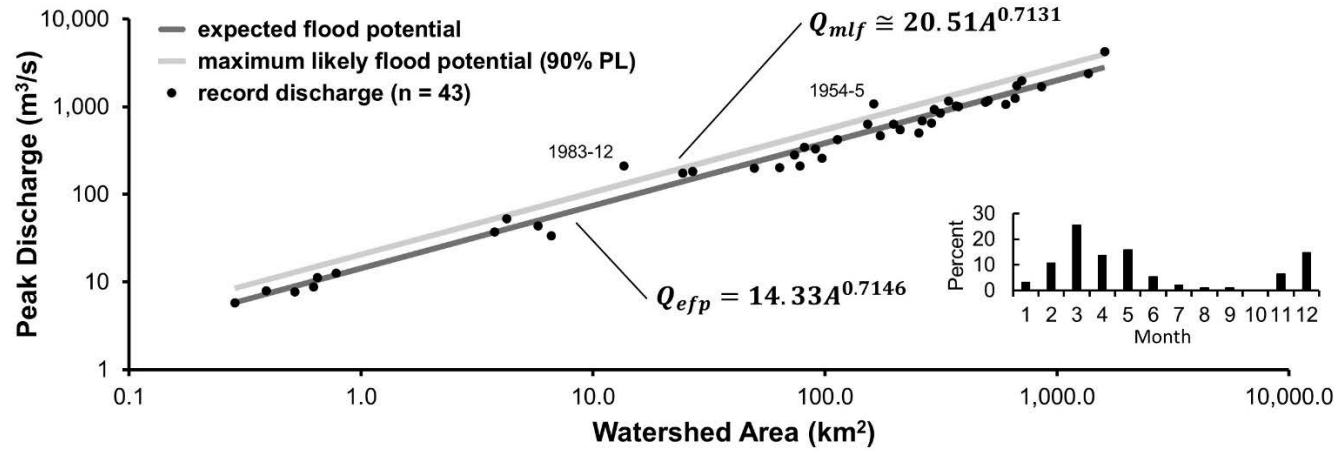 10,000
1,000
100
10
1
Peak Discharge (m³/s)
expected flood potential
maximum likely flood potential (90% PL)
record discharge (n = 43)
Q_mlf ≅ 20.51A^0.7131
1954-5
1983-12
Q_efp = 14.33A^0.7146
30
20
10
0
Percent
1 2 3 4 5 6 7 8 9 10 11 12
Month
0.1 1.0 10.0 100.0 1,000.0 10,000.0
Watershed Area (km²)